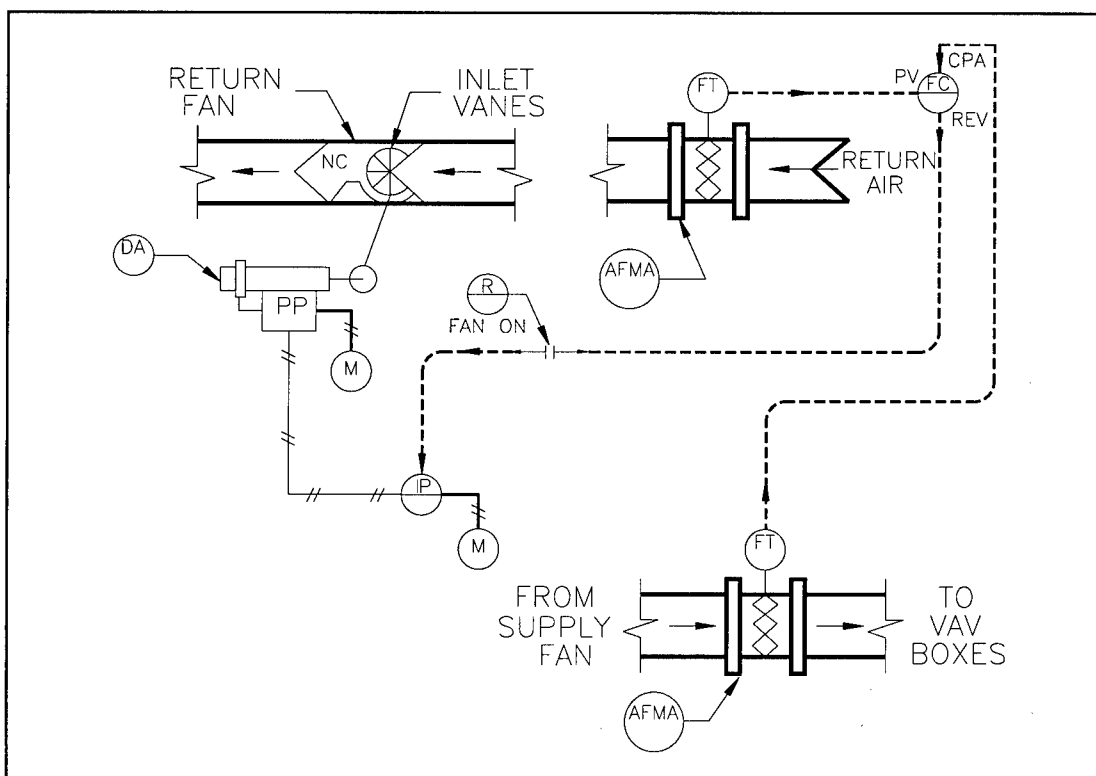 RETURN
FAN
INLET
VANES
NC
DA
PP
M
FT
PV
FC
CPA
REV
RETURN
AIR
AFMA
R
FAN ON
IP
M
FT
FROM
SUPPLY
FAN
TO
VAV
BOXES
AFMA